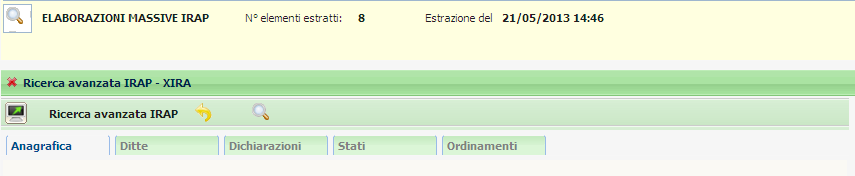 ELABORAZIONI MASSIVE IRAP N° elementi estratti: 8 Estrazione del 21/05/2013 14:46
Ricerca avanzata IRAP - XIRA
Ricerca avanzata IRAP
Anagrafica Ditte Dichiarazioni Stati Ordinamenti